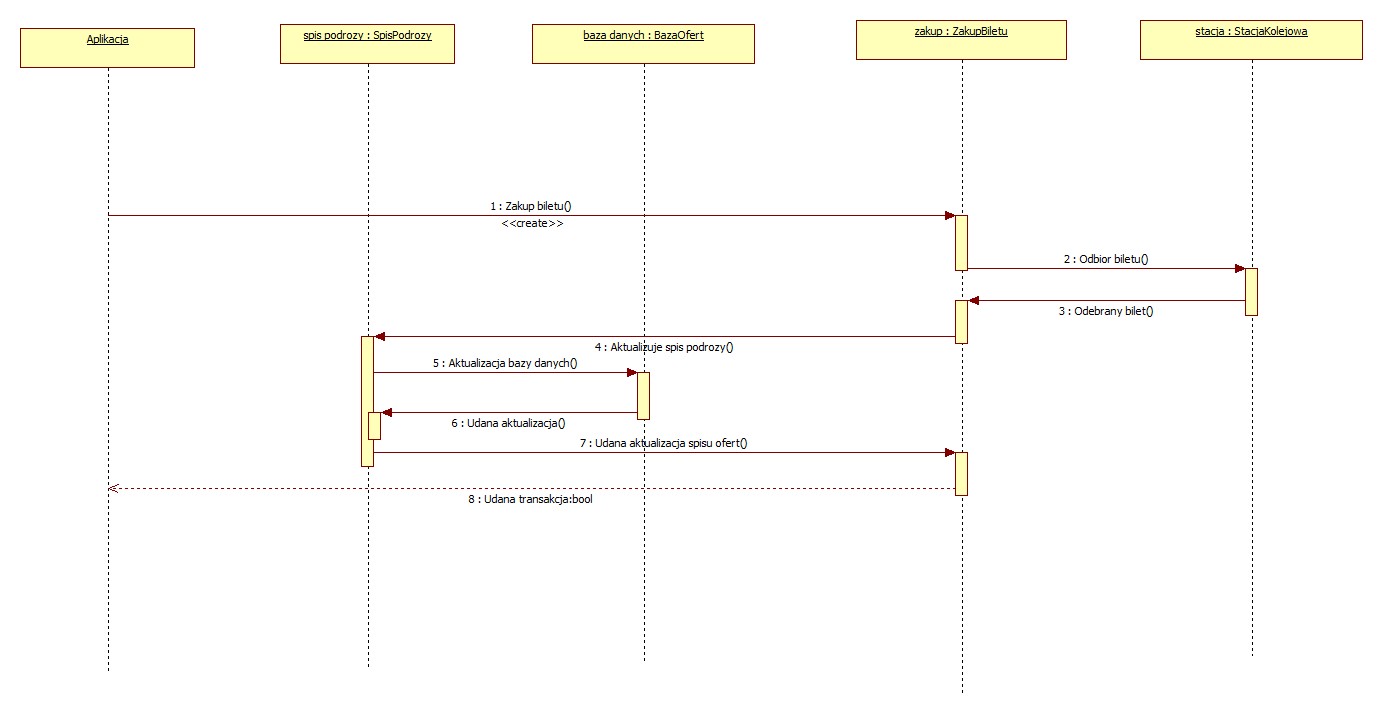 Aplikacja
spis podrozy : SpisPodrozy
baza danych : BazaOfert
zakup : ZakupBiletu
stacja : StacjaKolejowa
1 : Zakup biletu()
<<create>>
2 : Odbior biletu()
3 : Odebrany bilet()
4 : Aktualizuje spis podrozy()
5 : Aktualizacja bazy danych()
6 : Udana aktualizacja()
7 : Udana aktualizacja spisu ofert()
8 : Udana transakcja:bool